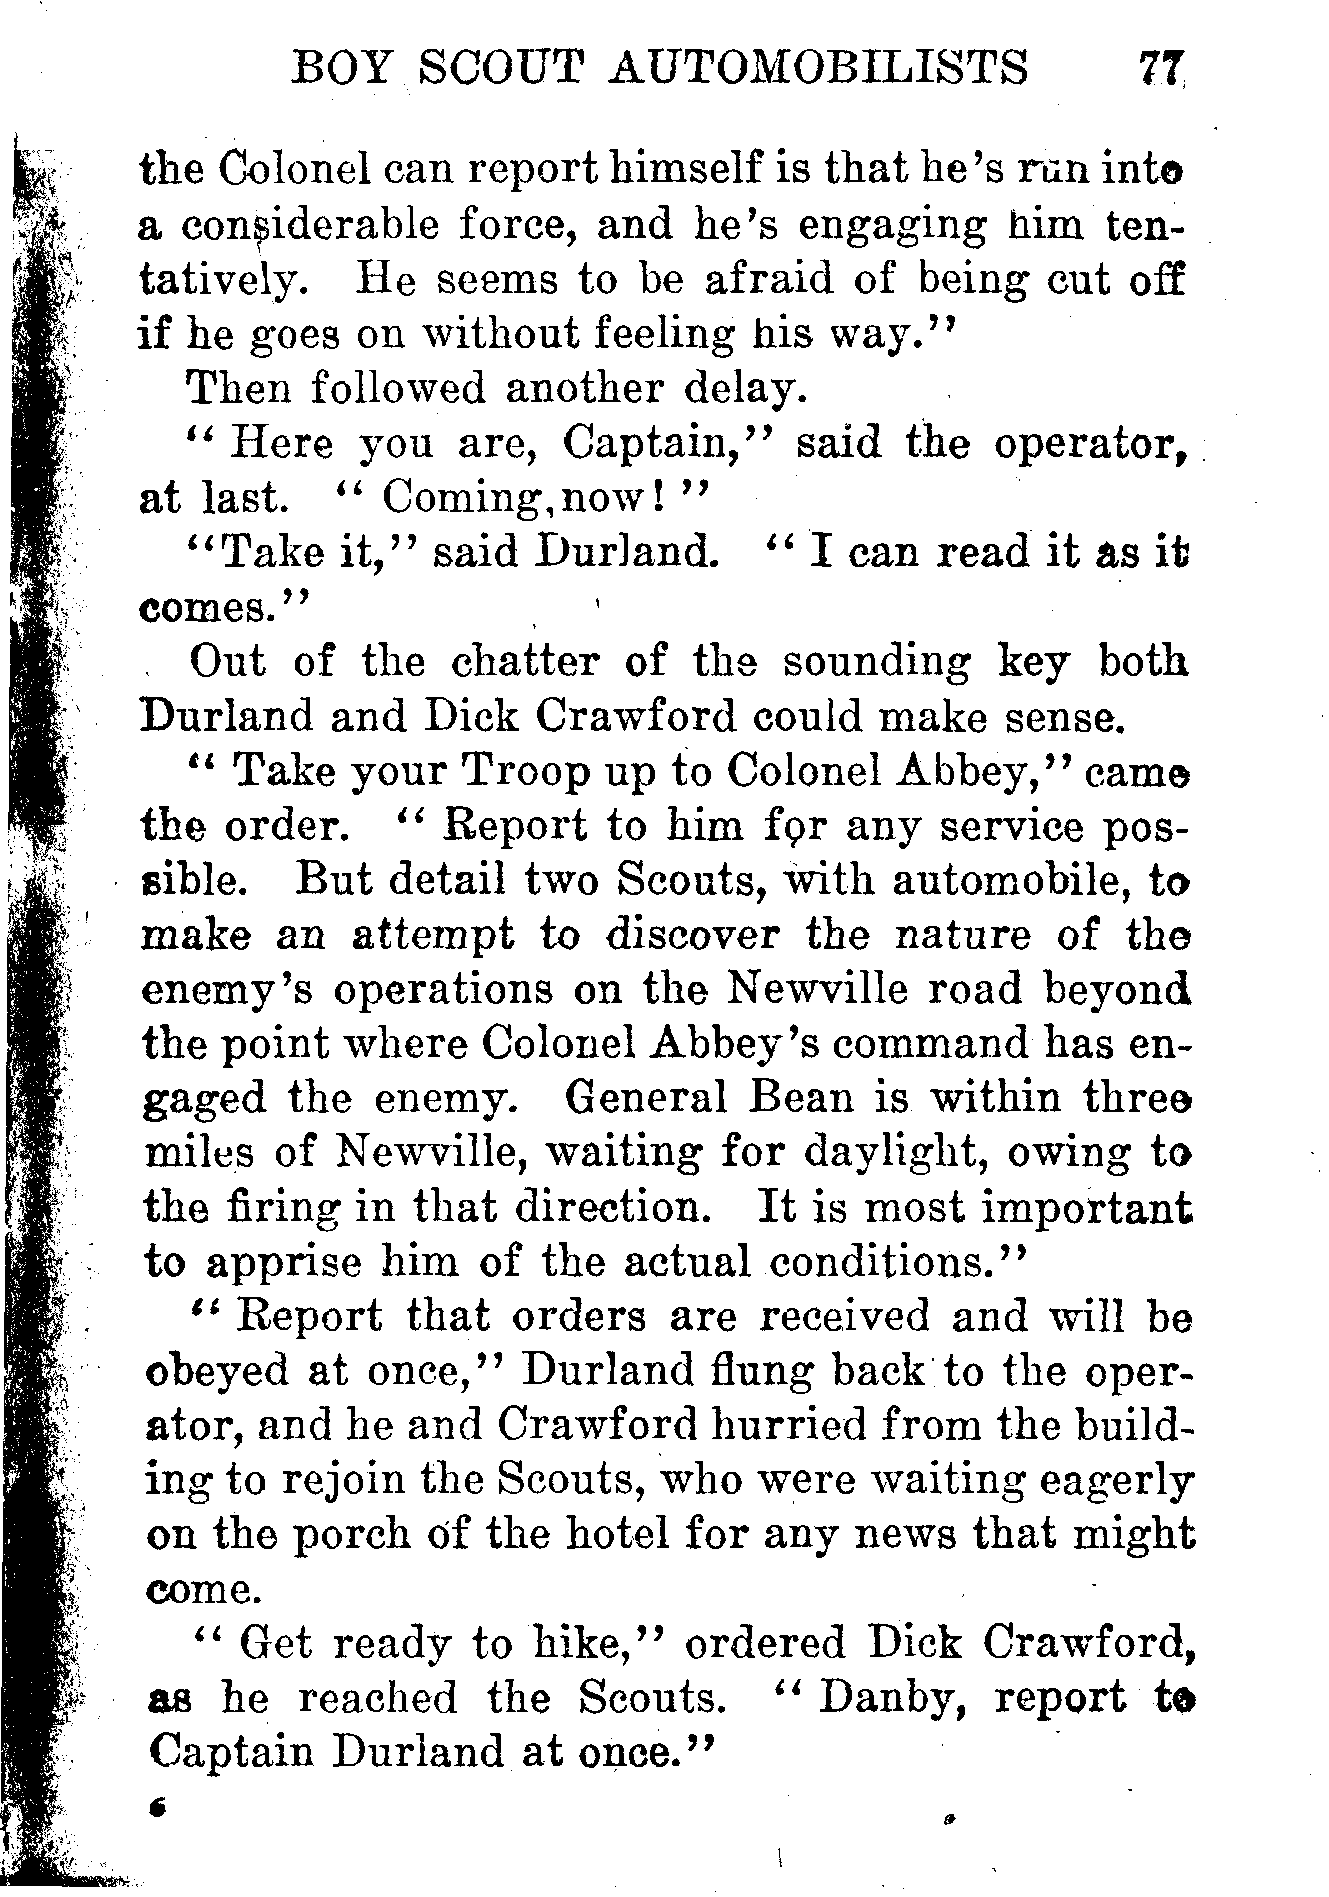 BOY SCOUT AUTOMOBILISTS 77
the Colonel can report himself is that he's run into
a considerable force, and he's engaging him ten-
tatively. He seems to be afraid of being cut off
if he goes on without feeling his way."
Then followed another delay.
" Here you are, Captain," said the operator,
at last. " Coming, now! "
"Take it," said Durland. " I can read it as it
comes."
Out of the chatter of the sounding key both
Durland and Dick Crawford could make sense.
" Take your Troop up to Colonel Abbey," came
the order. " Report to him for any service pos-
sible. But detail two Scouts, with automobile, to
make an attempt to discover the nature of the
enemy's operations on the Newville road beyond
the point where Colonel Abbey's command has en-
gaged the enemy. General Bean is within three
miles of Newville, waiting for daylight, owing to
the firing in that direction. It is most important
to apprise him of the actual conditions."
" Report that orders are received and will be
obeyed at once," Durland flung back to the oper-
ator, and he and Crawford hurried from the build-
ing to rejoin the Scouts, who were waiting eagerly
on the porch of the hotel for any news that might
come.
" Get ready to hike," ordered Dick Crawford,
as he reached the Scouts. " Danby, report to
Captain Durland at once."
6